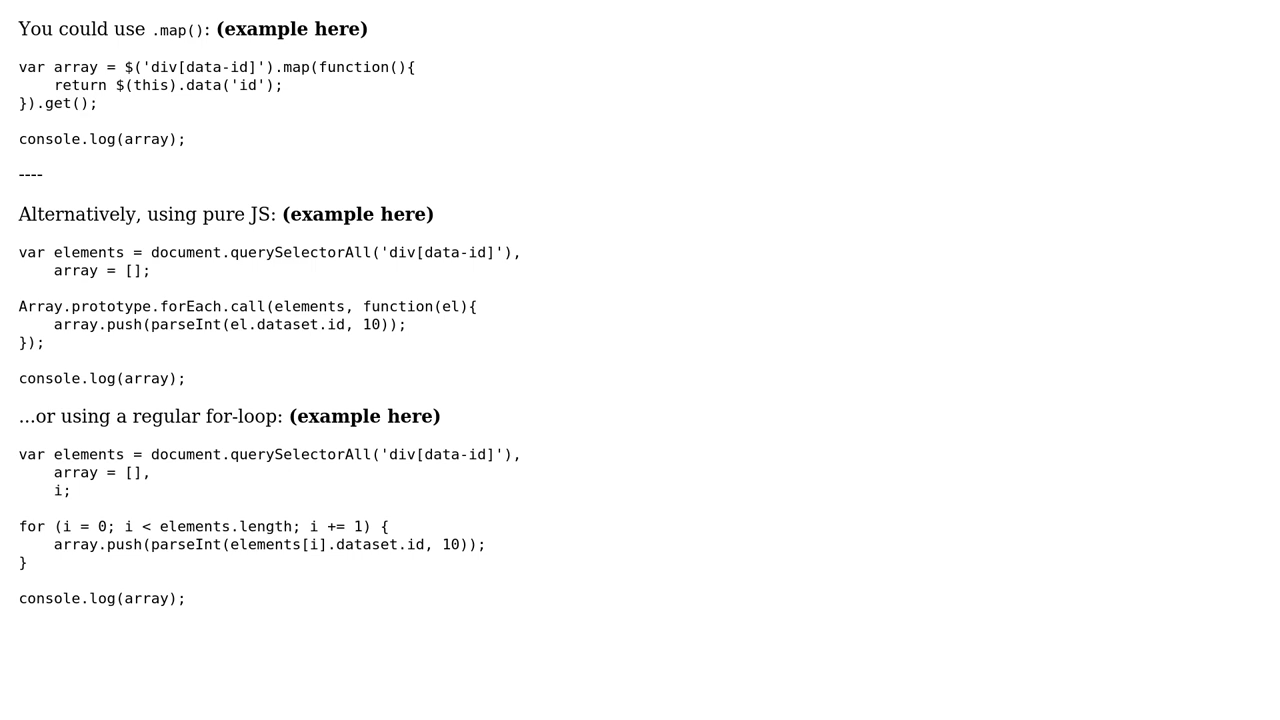 You could use .map(): (example here)
var array = $('div[data-id]').map(function(){
    return $(this).data('id');
}).get();
console.log(array);
----
Alternatively, using pure JS: (example here)
var elements = document.querySelectorAll('div[data-id]'),
    array = [];
Array.prototype.forEach.call(elements, function(el){
    array.push(parseInt(el.dataset.id, 10));
});
console.log(array);
...or using a regular for-loop: (example here)
var elements = document.querySelectorAll('div[data-id]'),
    array = [],
    i;
for (i = 0; i < elements.length; i += 1) {
    array.push(parseInt(elements[i].dataset.id, 10));
}
console.log(array);